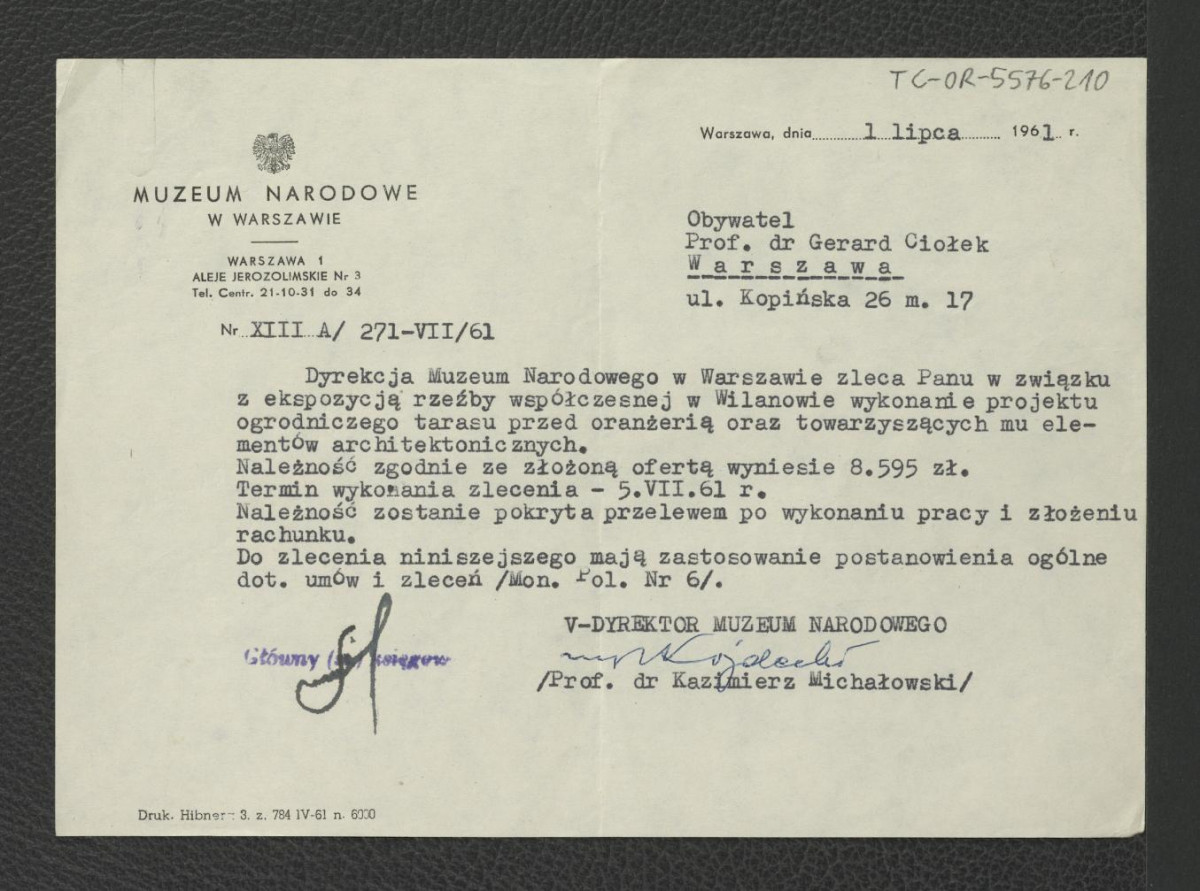 TC-OR-5576-210
Warszawa, dnia 1 lipca 1961 r.
MUZEUM NARODOWE
W WARSZAWIE
WARSZAWA 1
ALEJE JEROZOLIMSKIE Nr 3
Tel. Centr. 21-10-31 do 34
Nr XIII A/ 271-VII/61
Obywatel
Prof. dr Gerard Ciołek
W a r s z a w a
ul. Kopińska 26 m. 17
Dyrekcja Muzeum Narodowego w Warszawie zleca Panu w związku
z ekspozycją rzeźby współczesnej w Wilanowie wykonanie projektu
ogrodniczego tarasu przed oranżerią oraz towarzyszących mu ele-
mentów architektonicznych.
Należność zgodnie ze złożoną ofertą wyniesie 8.595 zł.
Termin wykonania zlecenia - 5.VII.61 r.
Należność zostanie pokryta przelewem po wykonaniu pracy i złożeniu
rachunku.
Do zlecenia niniszejszego mają zastosowanie postanowienia ogólne
dot. umów i zleceń /Mon. Pol. Nr 6/.
V-DYREKTOR MUZEUM NARODOWEGO
Główny księgow
/Prof. dr Kazimierz Michałowski/
Druk. Hibner 3. z. 784 IV-61 n. 6000